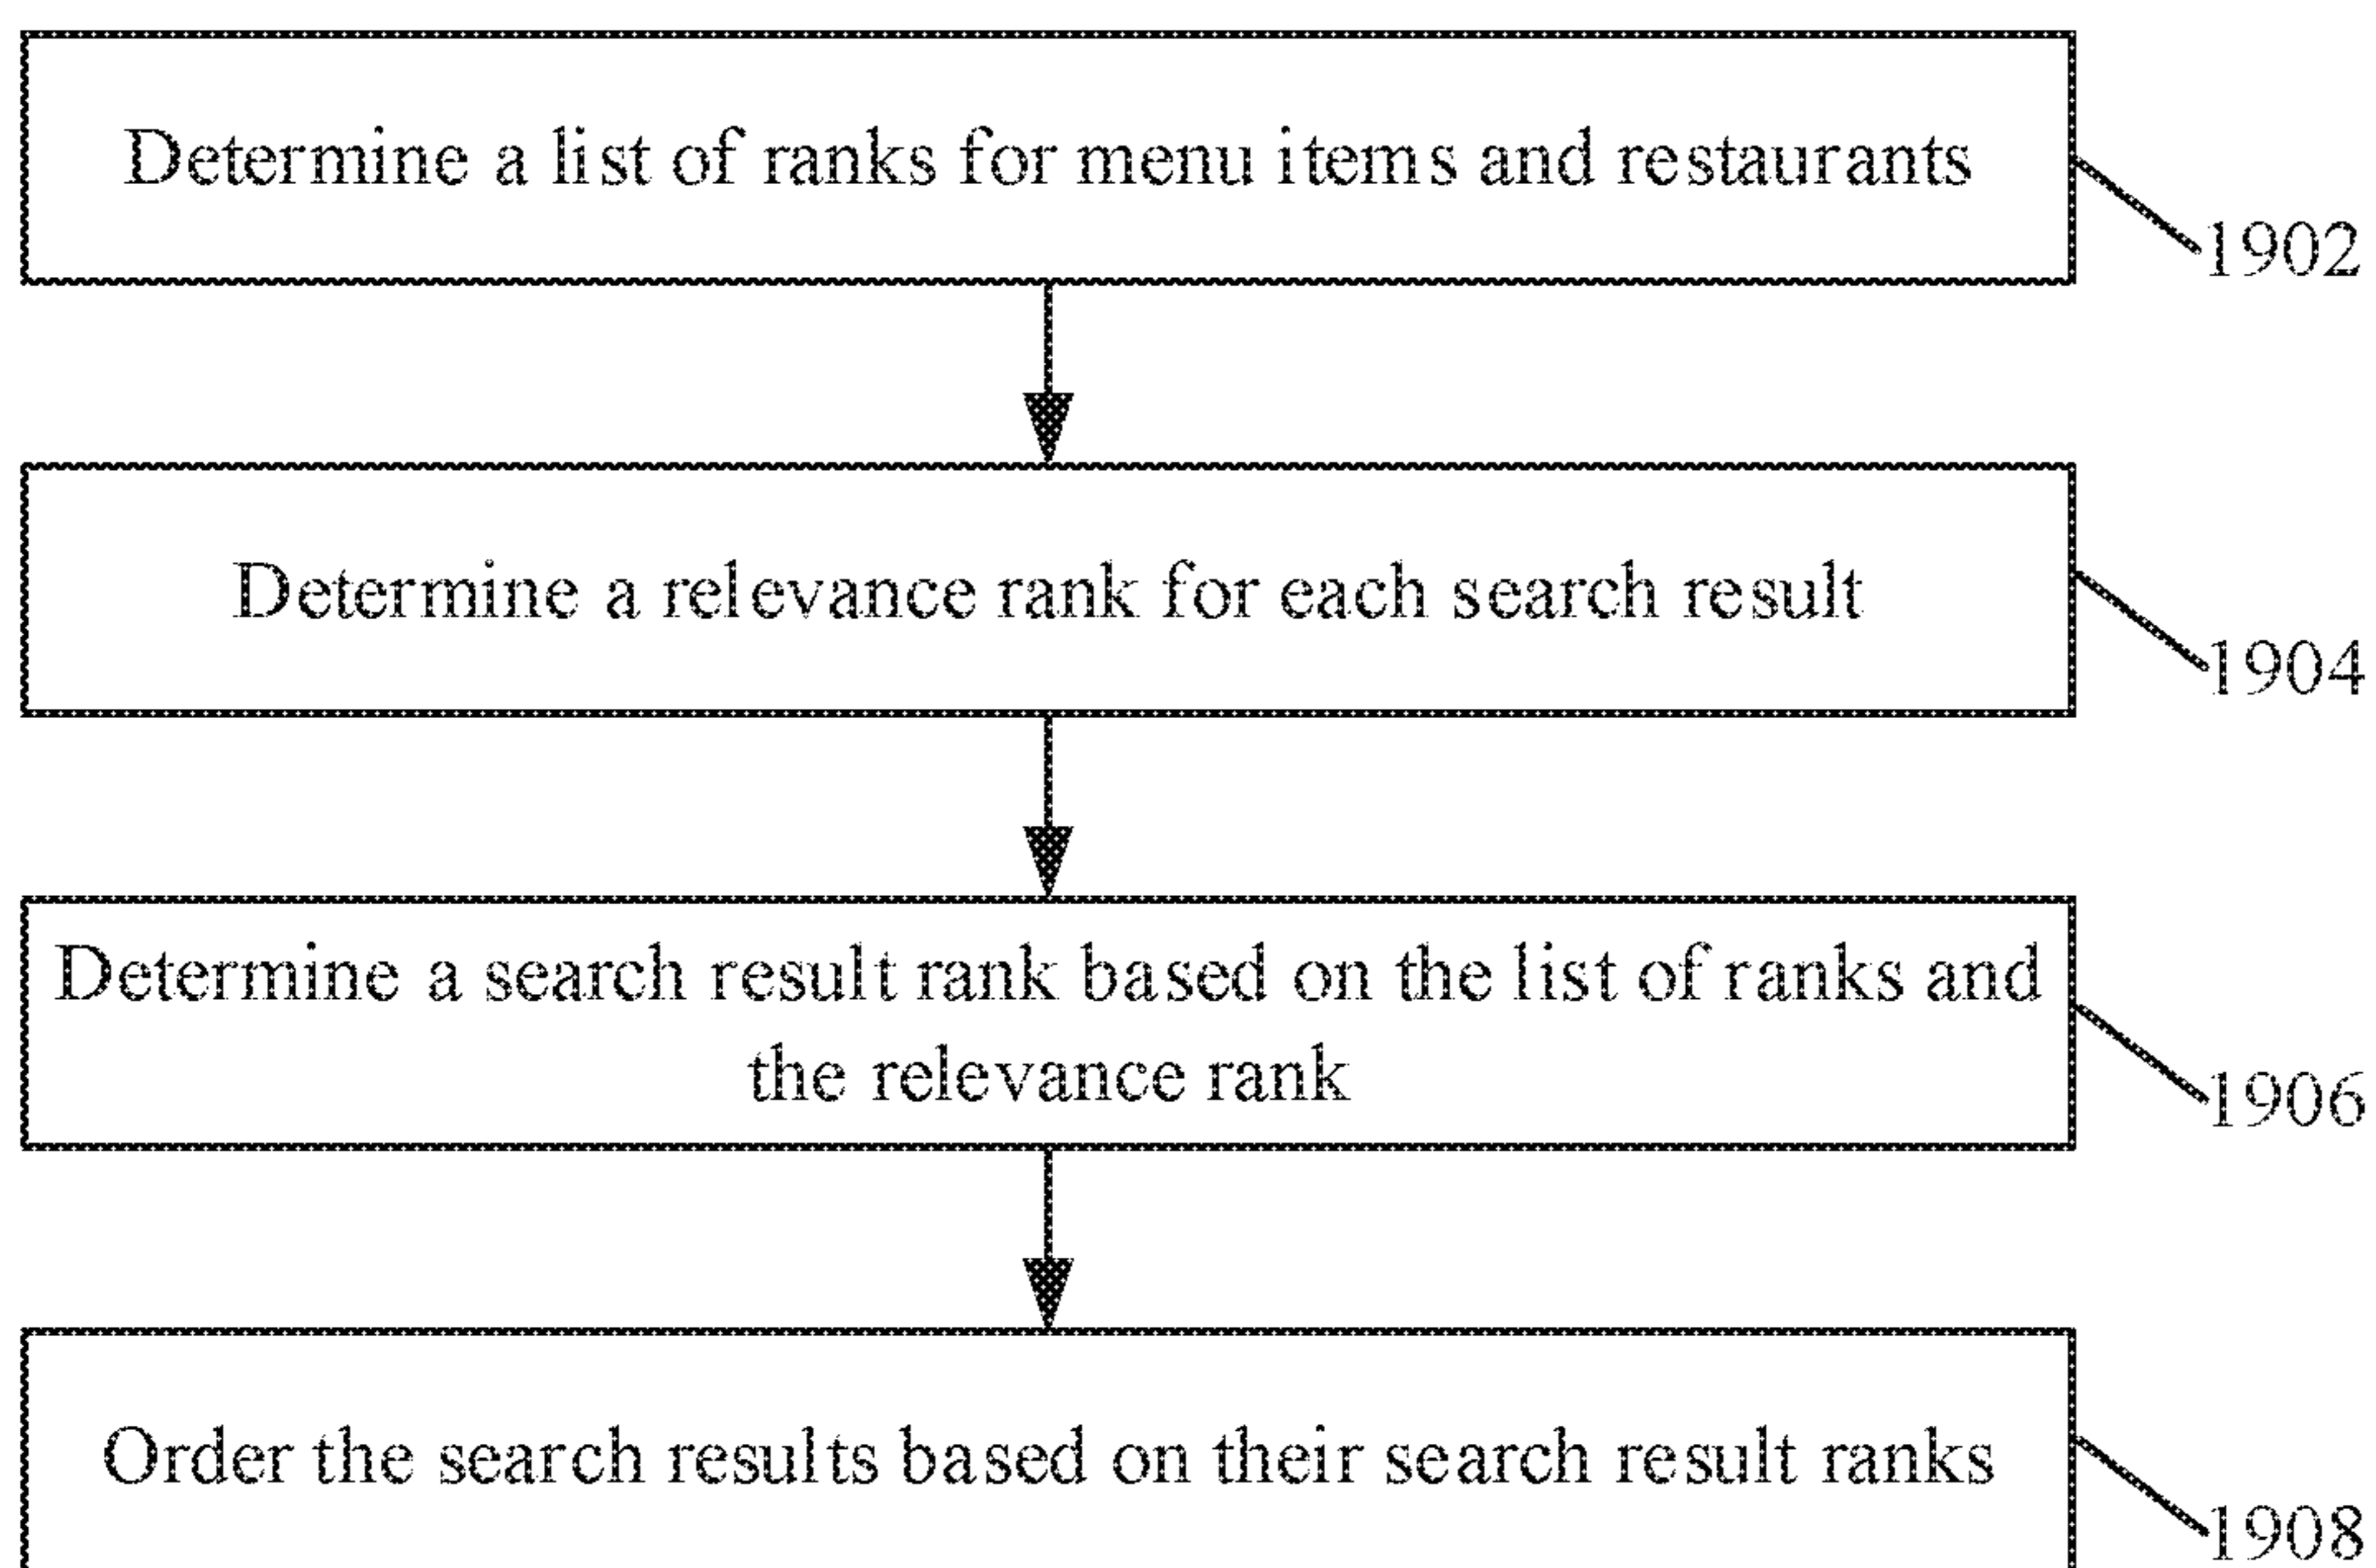 Determine a list of ranks for menu items and restaurants
1902
Determine a relevance rank for each search result
1904
Determine a search result rank based on the list of ranks and
the relevance rank
1906
Order the search results based on their search result ranks
1908